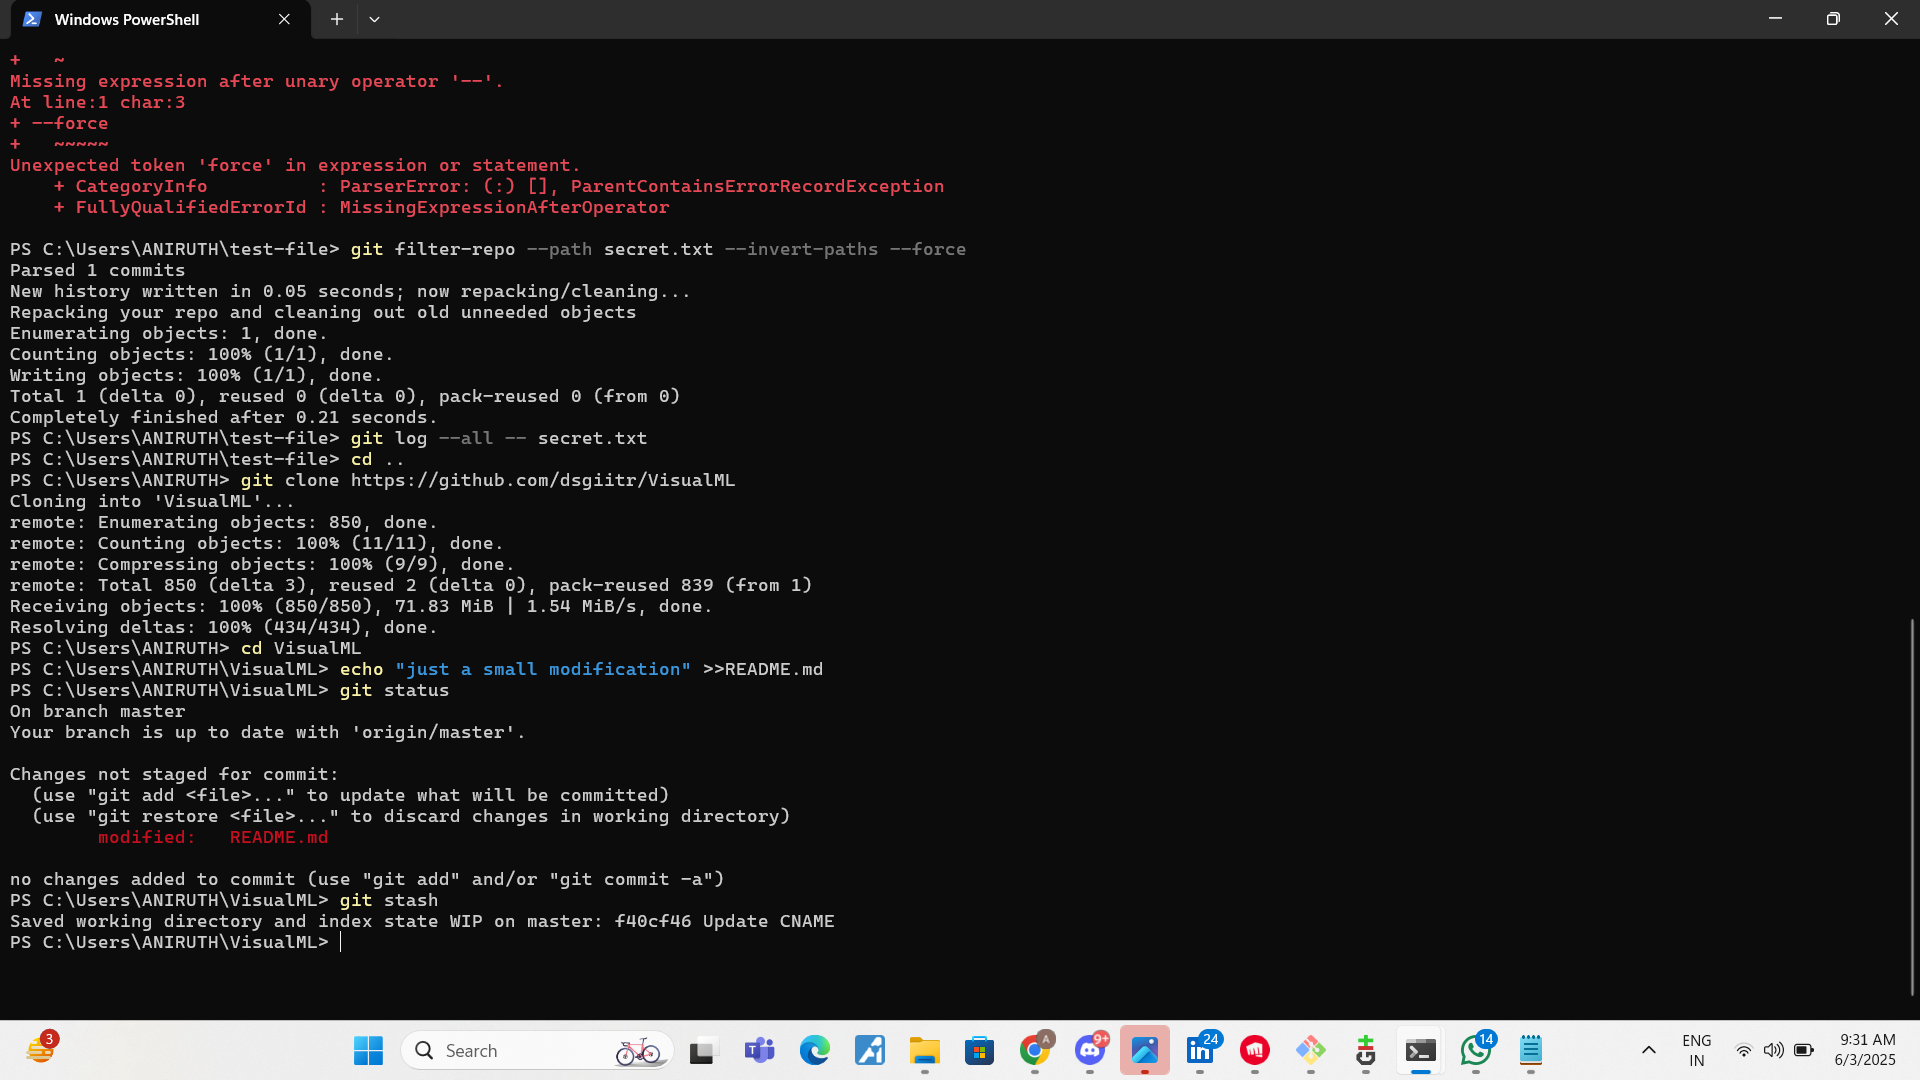 Windows PowerShell
+   ~
Missing expression after unary operator '--'.
At line:1 char:3
+ --force
+   ~~~~~
Unexpected token 'force' in expression or statement.
    + CategoryInfo          : ParserError: (:) [], ParentContainsErrorRecordException
    + FullyQualifiedErrorId : MissingExpressionAfterOperator
PS C:\Users\ANIRUTH\test-file> git filter-repo --path secret.txt --invert-paths --force
Parsed 1 commits
New history written in 0.05 seconds; now repacking/cleaning...
Repacking your repo and cleaning out old unneeded objects
Enumerating objects: 1, done.
Counting objects: 100% (1/1), done.
Writing objects: 100% (1/1), done.
Total 1 (delta 0), reused 0 (delta 0), pack-reused 0 (from 0)
Completely finished after 0.21 seconds.
PS C:\Users\ANIRUTH\test-file> git log --all -- secret.txt
PS C:\Users\ANIRUTH\test-file> cd ..
PS C:\Users\ANIRUTH> git clone https://github.com/dsgiitr/VisualML
Cloning into 'VisualML'...
remote: Enumerating objects: 850, done.
remote: Counting objects: 100% (11/11), done.
remote: Compressing objects: 100% (9/9), done.
remote: Total 850 (delta 3), reused 2 (delta 0), pack-reused 839 (from 1)
Receiving objects: 100% (850/850), 71.83 MiB | 1.54 MiB/s, done.
Resolving deltas: 100% (434/434), done.
PS C:\Users\ANIRUTH> cd VisualML
PS C:\Users\ANIRUTH\VisualML> echo "just a small modification" >>README.md
PS C:\Users\ANIRUTH\VisualML> git status
On branch master
Your branch is up to date with 'origin/master'.
Changes not staged for commit:
  (use "git add <file>..." to update what will be committed)
  (use "git restore <file>..." to discard changes in working directory)
        modified:   README.md
no changes added to commit (use "git add" and/or "git commit -a")
PS C:\Users\ANIRUTH\VisualML> git stash
Saved working directory and index state WIP on master: f40cf46 Update CNAME
PS C:\Users\ANIRUTH\VisualML>
3
Search
A
9+
24
14
ENG
IN
9:31 AM
6/3/2025